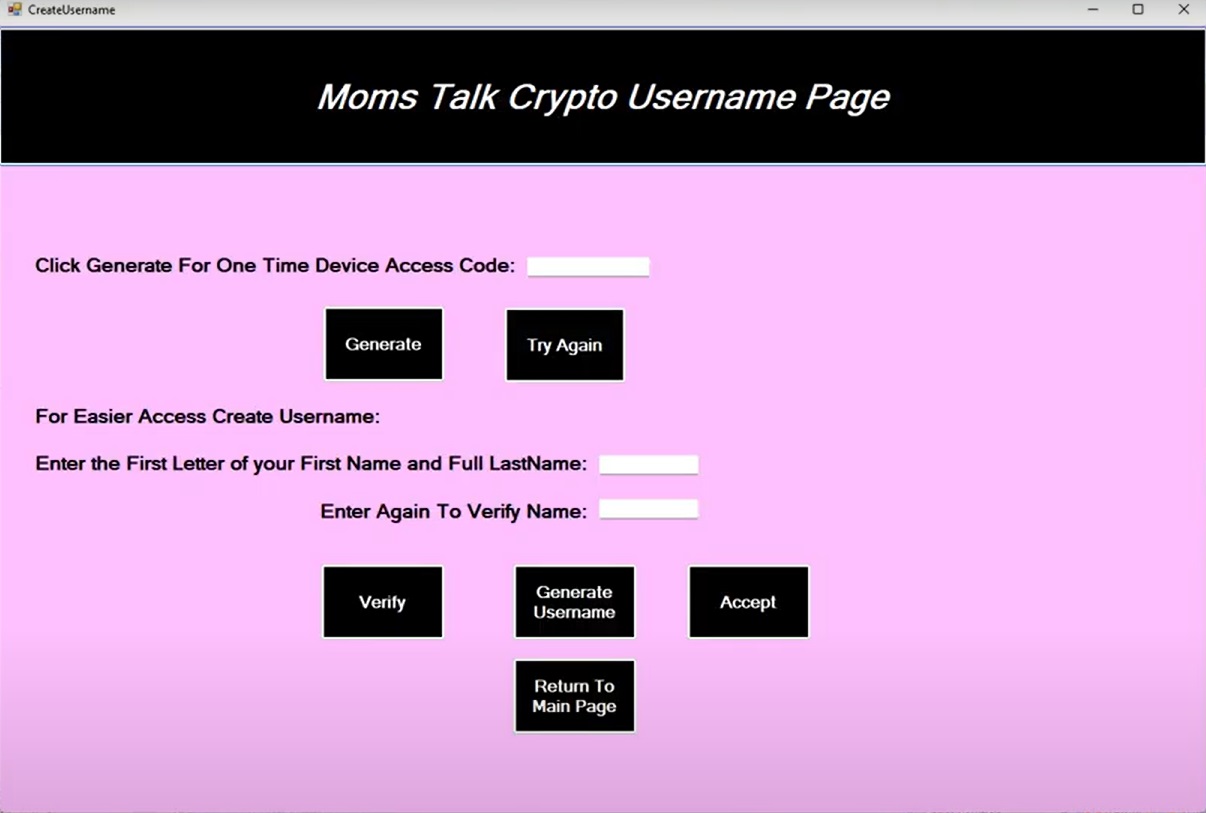 CreateUsername
Moms Talk Crypto Username Page
Click Generate For One Time Device Access Code:
Generate
Try Again
For Easier Access Create Username:
Enter the First Letter of your First Name and Full LastName:
Enter Again To Verify Name:
Verify
Generate
Username
Accept
Return To
Main Page